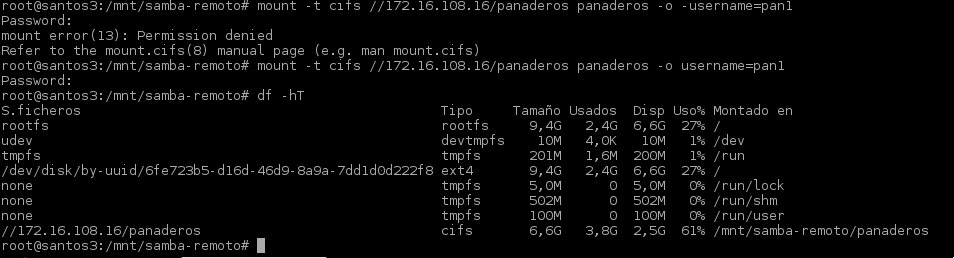 root@santos3:/mnt/samba-remoto# mount -t cifs //172.16.108.16/panaderos panaderos -o -username=pan1
Password:
mount error(13): Permission denied
Refer to the mount.cifs(8) manual page (e.g. man mount.cifs)
root@santos3:/mnt/samba-remoto# mount -t cifs //172.16.108.16/panaderos panaderos -o username=pan1
Password:
root@santos3:/mnt/samba-remoto# df -hT
S.ficheros Tipo Tamaño Usados Disp Uso% Montado en
rootfs rootfs 9,4G 2,4G 6,6G 27% /
udev devtmpfs 10M 4,0K 10M 1% /dev
tmpfs tmpfs 201M 1,6M 200M 1% /run
/dev/disk/by-uuid/6fe723b5-d16d-46d9-8a9a-7dd1d0d222f8 ext4 9,4G 2,4G 6,6G 27% /
none tmpfs 5,0M 0 5,0M 0% /run/lock
none tmpfs 502M 0 502M 0% /run/shm
none tmpfs 100M 0 100M 0% /run/user
//172.16.108.16/panaderos cifs 6,6G 3,8G 2,5G 61% /mnt/samba-remoto/panaderos
root@santos3:/mnt/samba-remoto#